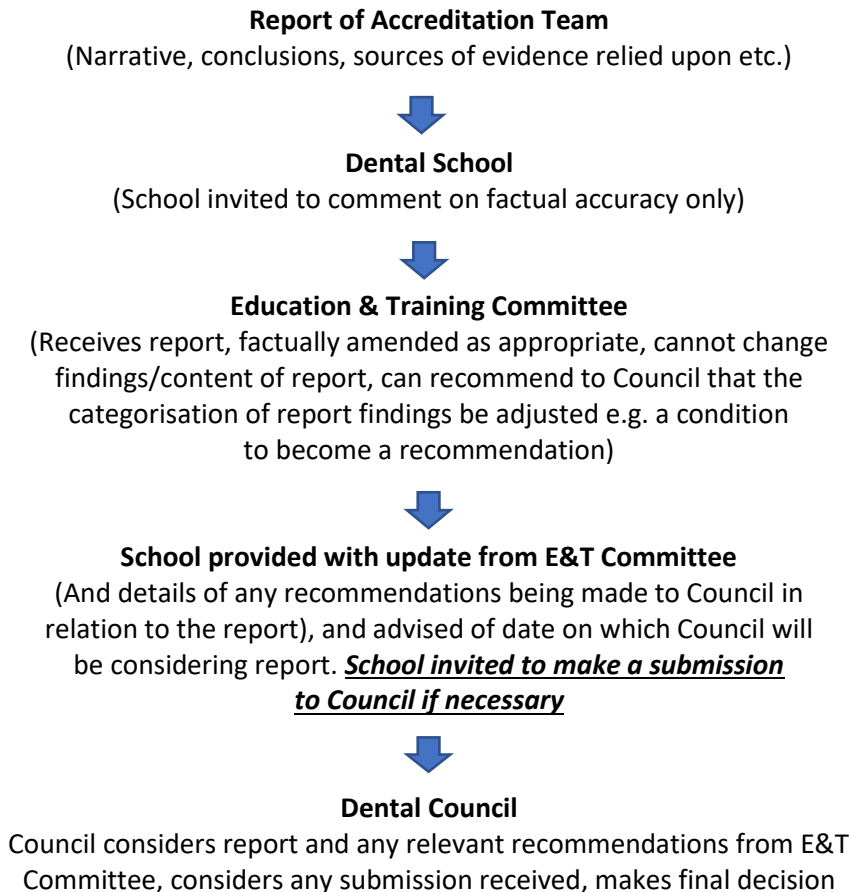 Report of Accreditation Team
(Narrative, conclusions, sources of evidence relied upon etc.)
Dental School
(School invited to comment on factual accuracy only)
Education & Training Committee
(Receives report, factually amended as appropriate, cannot change
findings/content of report, can recommend to Council that the
categorisation of report findings be adjusted e.g. a condition
to become a recommendation)
School provided with update from E&T Committee
(And details of any recommendations being made to Council in
relation to the report), and advised of date on which Council will
be considering report. School invited to make a submission
to Council if necessary
Dental Council
Council considers report and any relevant recommendations from E&T
Committee, considers any submission received, makes final decision